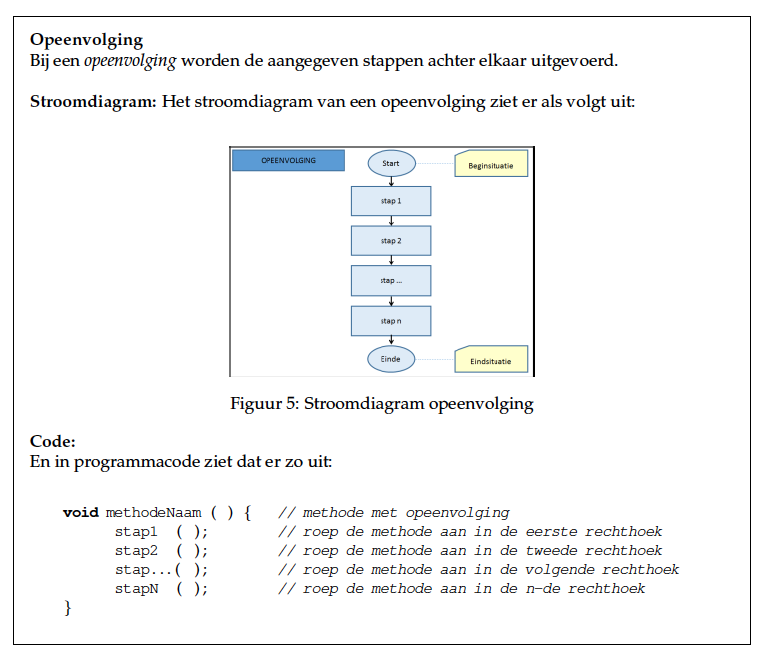 Opeenvolging
Bij een opeenvolging worden de aangegeven stappen achter elkaar uitgevoerd.
Stroomdiagram: Het stroomdiagram van een opeenvolging ziet er als volgt uit:
OPEENVOLGING
Start
Beginsituatie
stap 1
stap 2
stap ...
stap n
Einde
Eindsituatie
Figuur 5: Stroomdiagram opeenvolging
Code:
En in programmacode ziet dat er zo uit:
void methodeNaam ( ) { // methode met opeenvolging
stap1 ( ); // roep de methode aan in de eerste rechthoek
stap2 ( ); // roep de methode aan in de tweede rechthoek
stap...( ); // roep de methode aan in de volgende rechthoek
stapN ( ); // roep de methode aan in de n-de rechthoek
}